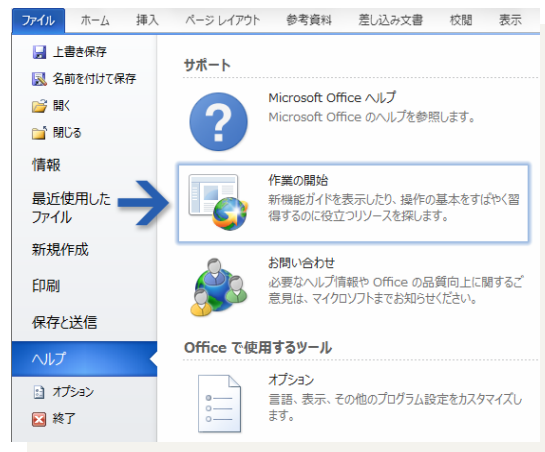 ファイル ホーム 挿入 ページ レイアウト 参考資料 差し込み文書 校閲 表示
上書き保存
名前を付けて保存
開く
閉じる
情報
最近使用した
ファイル
新規作成
印刷
保存と送信
ヘルプ
オプション
終了
サポート
Microsoft Office ヘルプ
Microsoft Office のヘルプを参照します。
作業の開始
新機能ガイドを表示したり、操作の基本をすばやく習
得するのに役立つリソースを探します。
お問い合わせ
必要なヘルプ情報や Office の品質向上に関するご
意見は、マイクロソフトまでお知らせください。
Office で使用するツール
オプション
言語、表示、その他のプログラム設定をカスタマイズし
ます。